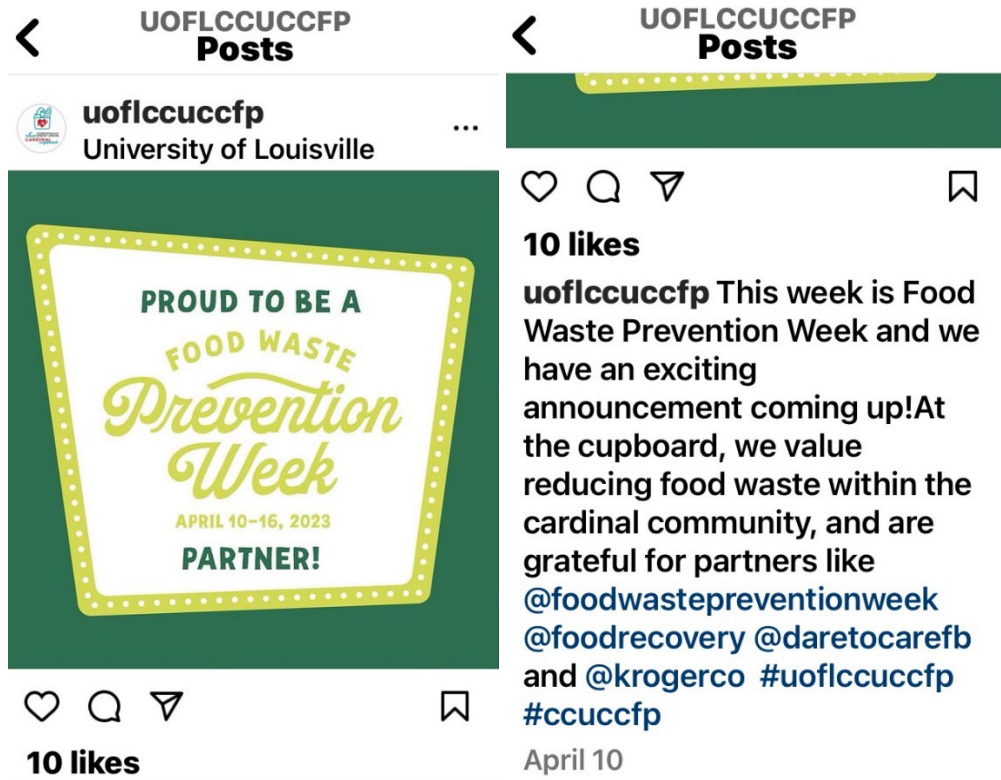 UOFLCCUCCFP
Posts
uoflccuccfp
University of Louisville
PROUD TO BE A
FOOD WASTE
Prevention
Week
APRIL 10-16, 2023
PARTNER!
10 likes
UOFLCCUCCFP
Posts
10 likes
uoflccuccfp This week is Food
Waste Prevention Week and we
have an exciting
announcement coming up!At
the cupboard, we value
reducing food waste within the
cardinal community, and are
grateful for partners like
@foodwastepreventionweek
@foodrecovery @daretocarefb
and @krogerco #uoflccuccfp
#ccuccfp
April 10